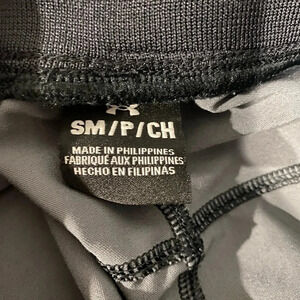 SM/P/CH
MADE IN PHILIPPINES
FABRIQUÉ AUX PHILIPPINES
HECHO EN FILIPINAS